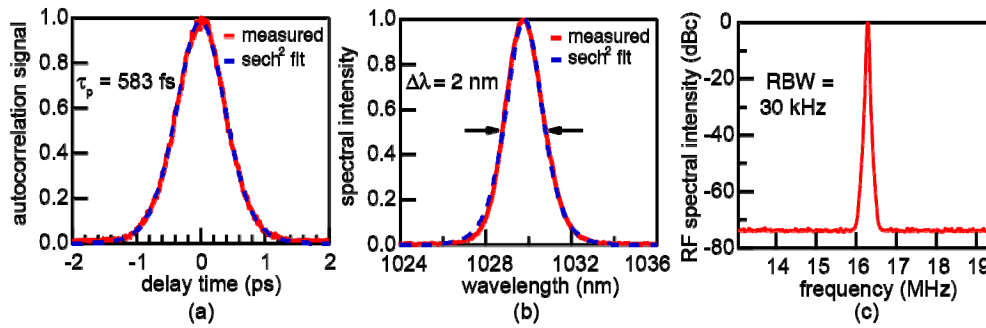 autocorrelation signal
1.0
0.8
0.6
0.4
0.2
0.0
τp = 583 fs
measured
sech² fit
-2
-1
0
1
2
delay time (ps)
(a)
spectral intensity
1.0
0.8
0.6
0.4
0.2
0.0
Δλ = 2 nm
measured
sech² fit
1024
1028
1032
1036
wavelength (nm)
(b)
RF spectral intensity (dBc)
0
-20
-40
-60
-80
RBW =
30 kHz
14
15
16
17
18
19
frequency (MHz)
(c)